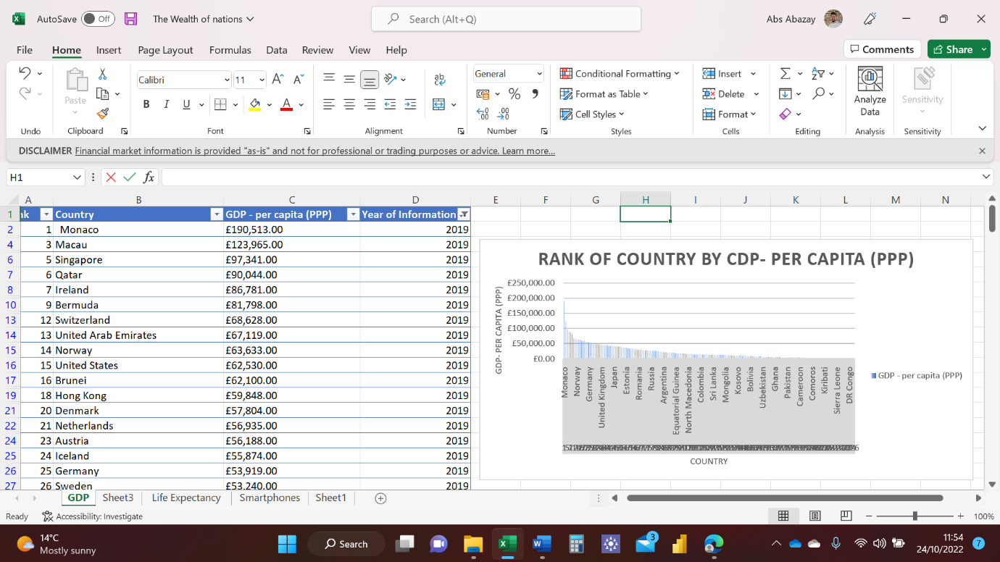 AutoSave Off The Wealth of nations Search (Alt+Q) Abs Abazay
File Home Insert Page Layout Formulas Data Review View Help Comments Share
Calibri 11 General Conditional Formatting Insert
Paste Format as Table Delete Analyze Data Sensitivity
B I U A % Cell Styles Format
Undo Clipboard Font Alignment Number Styles Cells Editing Analysis Sensitivity
DISCLAIMER Financial market information is provided "as-is" and not for professional or trading purposes or advice. Learn more...
H1 fx
A B C D E F G H I J K L M N
1 nk Country GDP - per capita (PPP) Year of Information
2 1 Monaco £190,513.00 2019
4 3 Macau £123,965.00 2019
6 5 Singapore £97,341.00 2019
7 6 Qatar £90,044.00 2019
8 7 Ireland £86,781.00 2019
10 9 Bermuda £81,798.00 2019
13 12 Switzerland £68,628.00 2019
14 13 United Arab Emirates £67,119.00 2019
15 14 Norway £63,633.00 2019
16 15 United States £62,530.00 2019
17 16 Brunei £62,100.00 2019
19 18 Hong Kong £59,848.00 2019
21 20 Denmark £57,804.00 2019
22 21 Netherlands £56,935.00 2019
24 23 Austria £56,188.00 2019
25 24 Iceland £55,874.00 2019
26 25 Germany £53,919.00 2019
27 26 Sweden £53,240.00 2019
RANK OF COUNTRY BY CDP- PER CAPITA (PPP)
GDP- PER CAPITA (PPP)
£250,000.00
£200,000.00
£150,000.00
£100,000.00
£50,000.00
£0.00
Monaco
Norway
Germany
United Kingdom
Japan
Estonia
Romania
Russia
Argentina
Equatorial Guinea
North Macedonia
Colombia
Sri Lanka
Mongolia
Kosovo
Bolivia
Uzbekistan
Ghana
Pakistan
Cameroon
Comoros
Kiribati
Sierra Leone
DR Congo
COUNTRY
GDP - per capita (PPP)
GDP Sheet3 Life Expectancy Smartphones Sheet1
Ready Accessibility: Investigate 100%
14°C
Mostly sunny
Search
3
11:54
24/10/2022
7